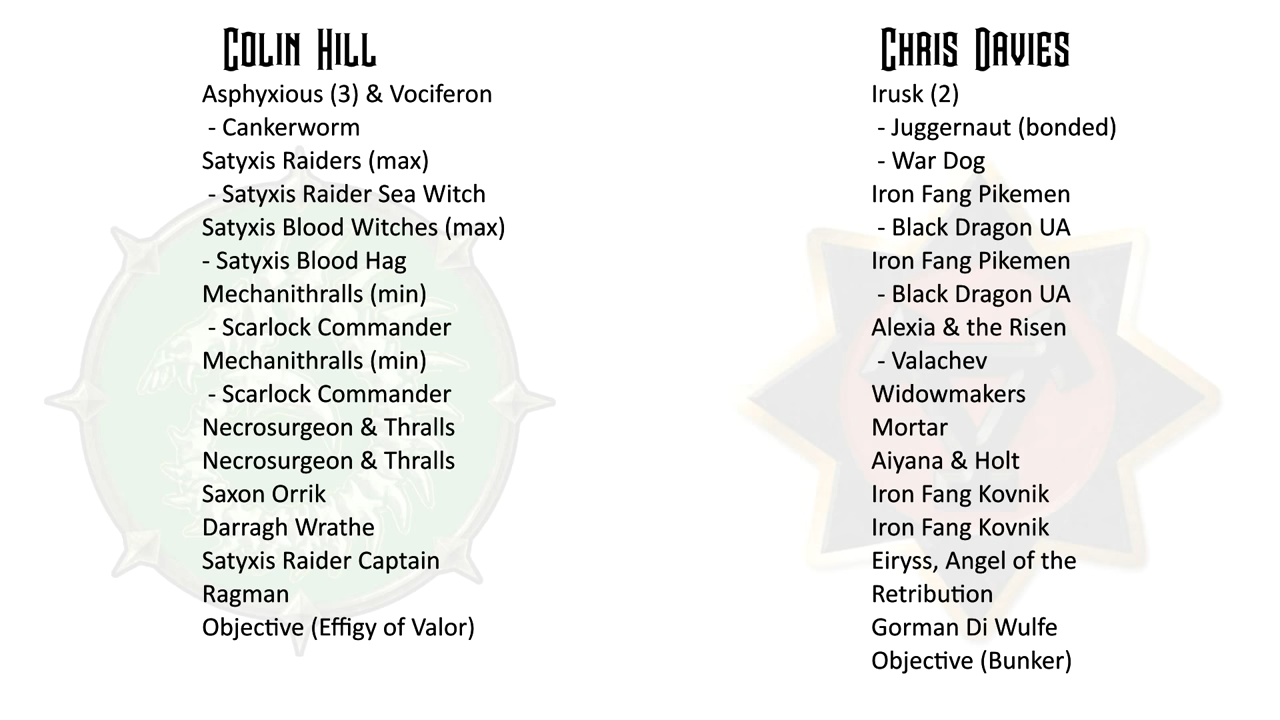 Colin Hill
Asphyxious (3) & Vociferon
- Cankerworm
Satyxis Raiders (max)
- Satyxis Raider Sea Witch
Satyxis Blood Witches (max)
- Satyxis Blood Hag
Mechanithralls (min)
- Scarlock Commander
Mechanithralls (min)
- Scarlock Commander
Necrosurgeon & Thralls
Necrosurgeon & Thralls
Saxon Orrik
Darragh Wrathe
Satyxis Raider Captain
Ragman
Objective (Effigy of Valor)
Chris Davies
Irusk (2)
- Juggernaut (bonded)
- War Dog
Iron Fang Pikemen
- Black Dragon UA
Iron Fang Pikemen
- Black Dragon UA
Alexia & the Risen
- Valachev
Widowmakers
Mortar
Aiyana & Holt
Iron Fang Kovnik
Iron Fang Kovnik
Eiryss, Angel of the
Retribution
Gorman Di Wulfe
Objective (Bunker)